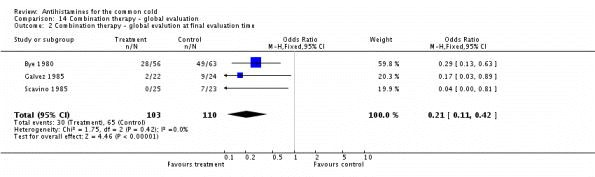 Review: Antihistamines for the common cold
Comparison: 14 Combination therapy - global evaluation
Outcome: 2 Combination therapy - global evalution at final evaluation time
Study or subgroup Treatment Control Odds Ratio Weight Odds Ratio
n/N n/N M-H,Fixed,95% CI M-H,Fixed,95% CI
Bye 1980 28/56 49/63 59.8 % 0.29 [ 0.13, 0.63 ]
Galvez 1985 2/22 9/24 20.3 % 0.17 [ 0.03, 0.89 ]
Scavino 1985 0/25 7/23 19.9 % 0.04 [ 0.00, 0.81 ]
Total (95% CI) 103 110 100.0 % 0.21 [ 0.11, 0.42 ]
Total events: 30 (Treatment), 65 (Control)
Heterogeneity: Chi² = 1.75, df = 2 (P = 0.42); I² =0.0%
Test for overall effect: Z = 4.46 (P < 0.00001)
0.1 0.2 0.5 1 2 5 10
Favours treatment Favours control